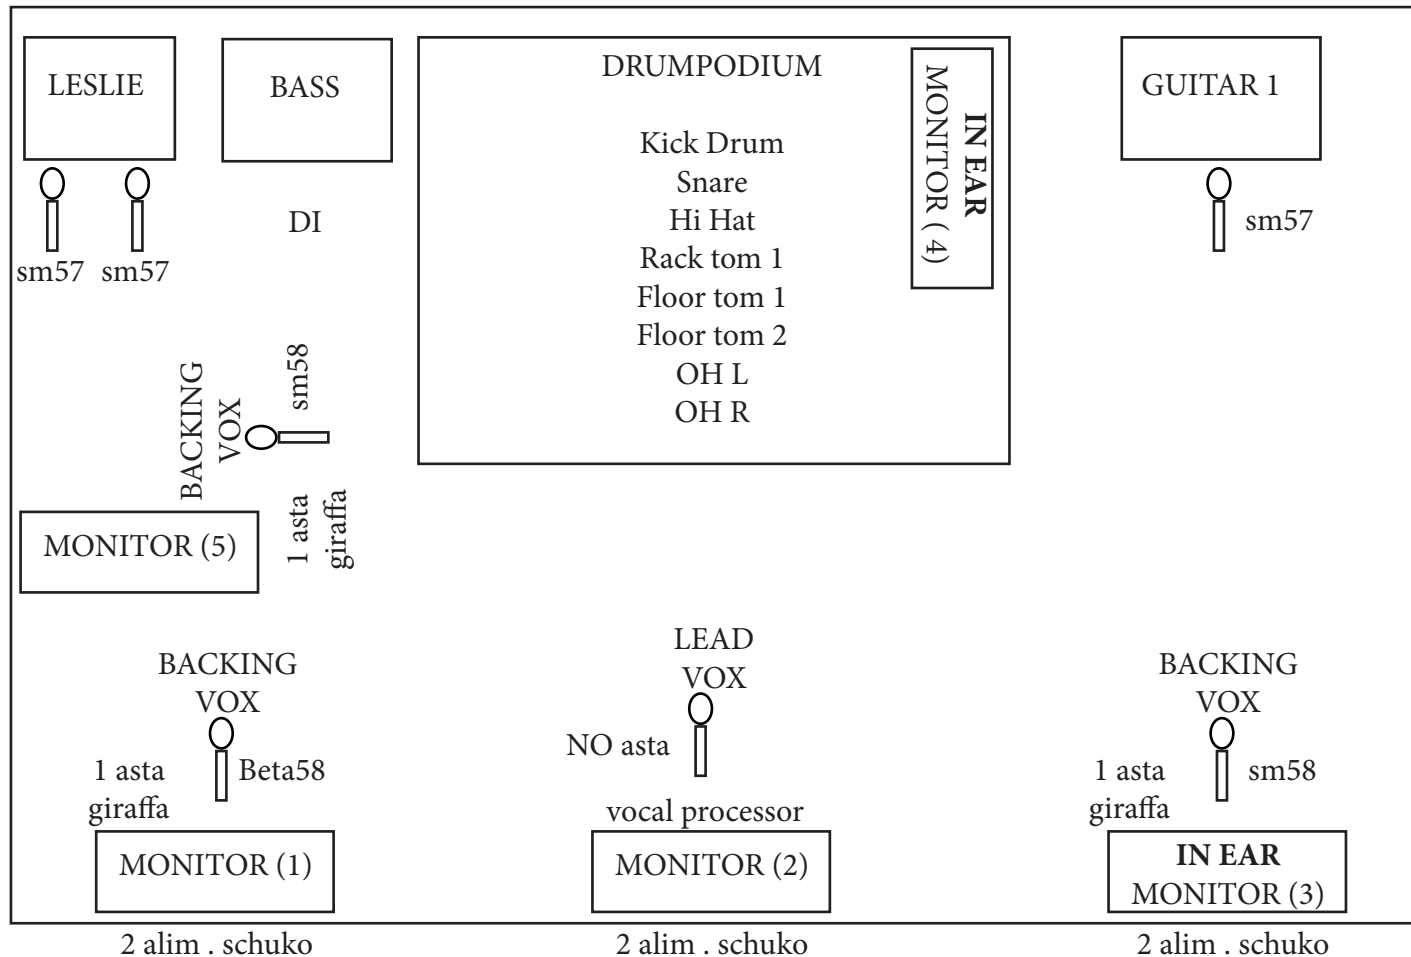 LESLIE
BASS
DRUMPODIUM
Kick Drum
Snare
Hi Hat
Rack tom 1
Floor tom 1
Floor tom 2
OH L
OH R
IN EAR
MONITOR (4)
GUITAR 1
sm57
sm57
DI
sm57
BACKING
VOX
sm58
1 asta
giraffa
MONITOR (5)
BACKING
VOX
1 asta
giraffa
Beta58
MONITOR (1)
LEAD
VOX
NO asta
vocal processor
MONITOR (2)
BACKING
VOX
1 asta
giraffa
sm58
IN EAR
MONITOR (3)
2 alim . schuko
2 alim . schuko
2 alim . schuko